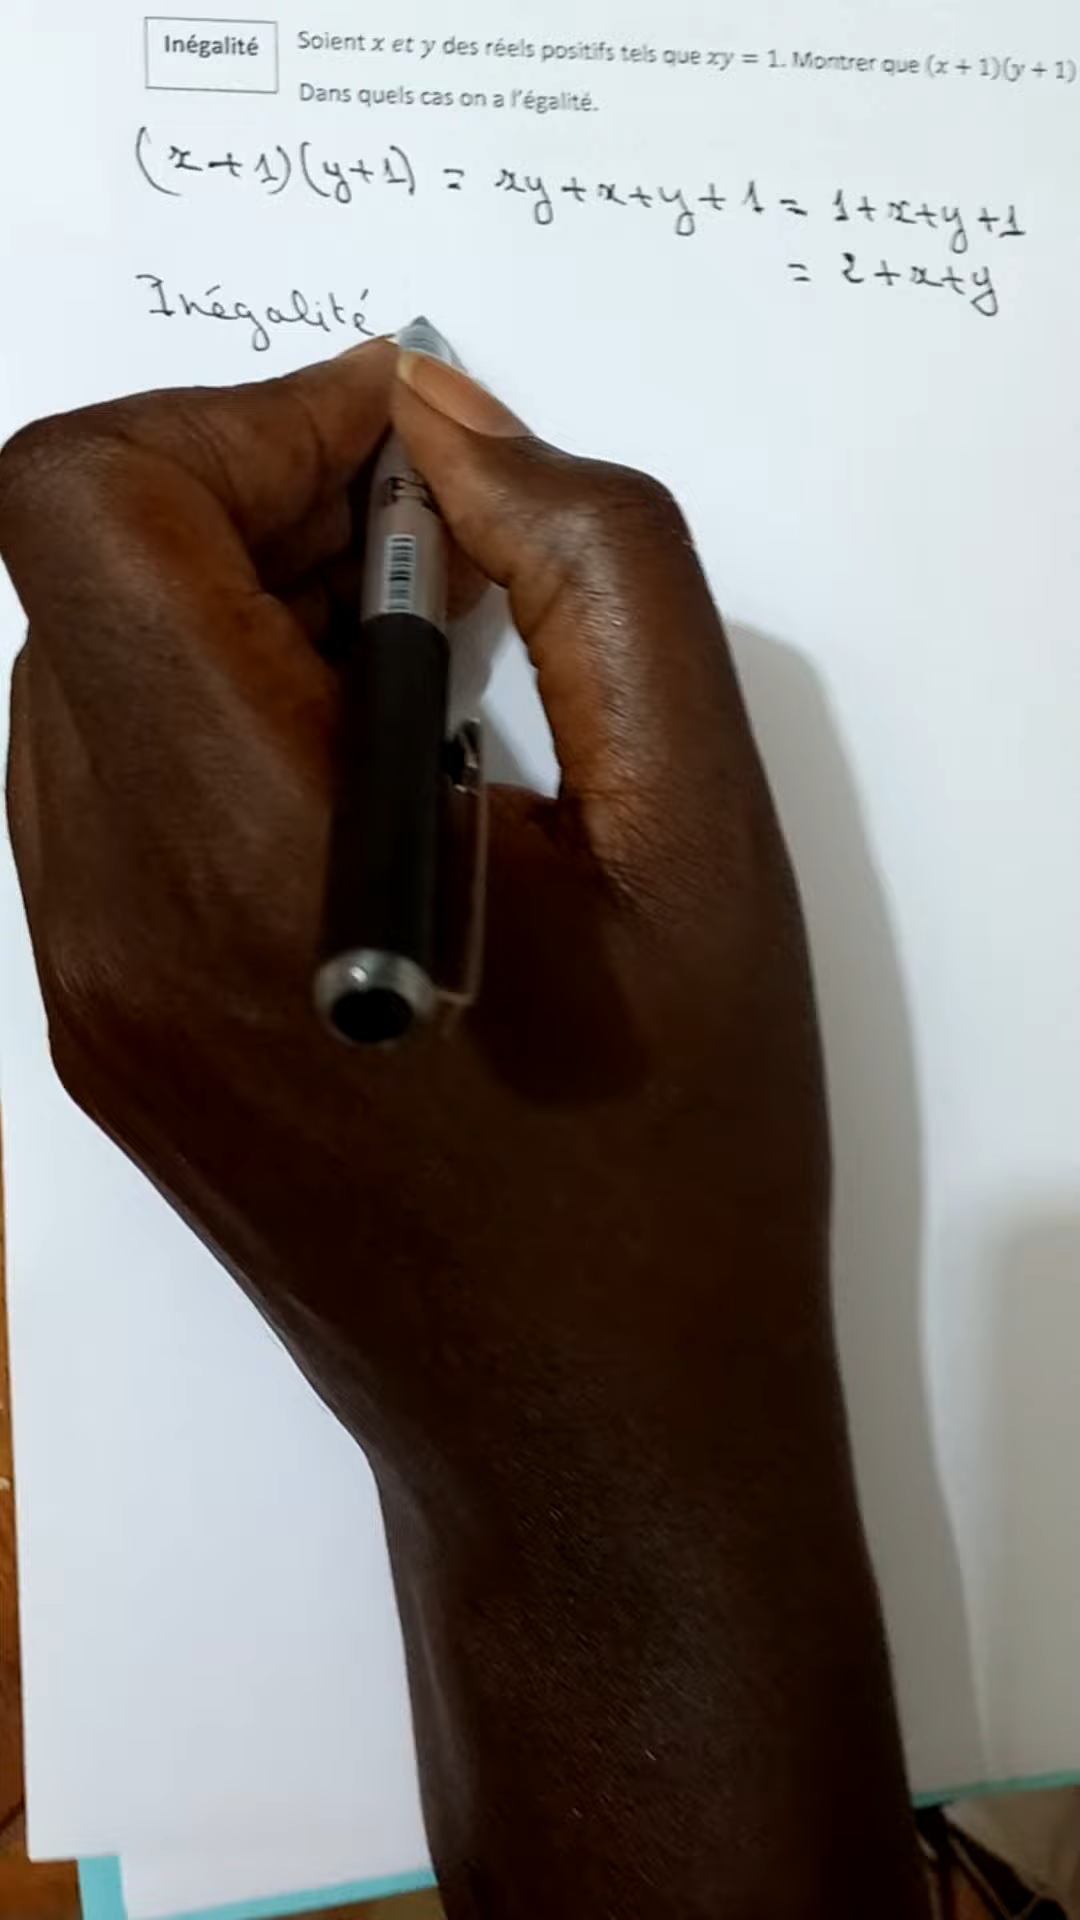 Inégalité
Soient x et y des réels positifs tels que xy = 1. Montrer que (x + 1)(y + 1)
Dans quels cas on a l'égalité.
(x+1)(y+1) = xy+x+y+1 = 1+x+y+1
= 2+x+y
Inégalité